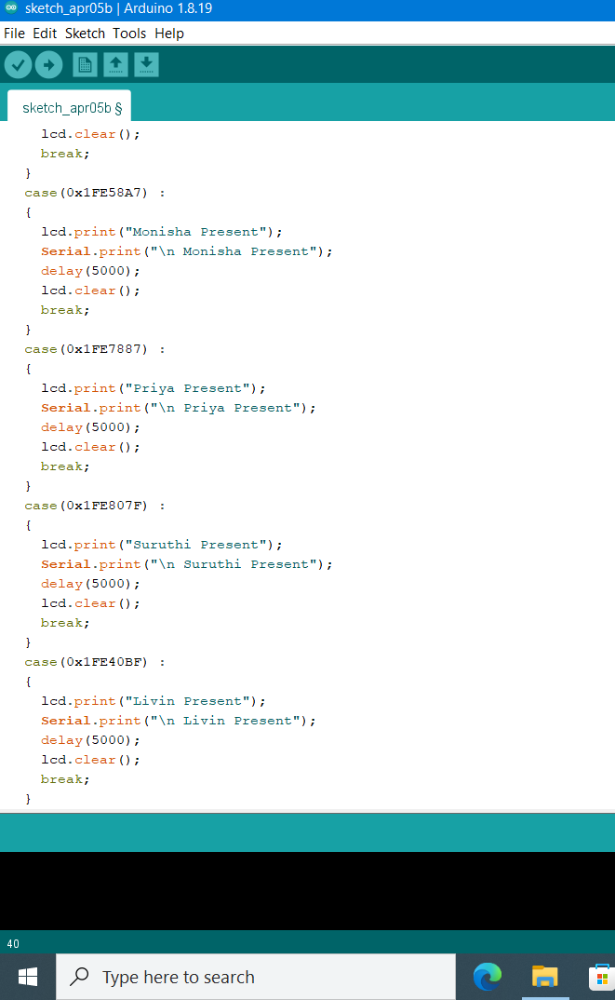 sketch_apr05b | Arduino 1.8.19
File Edit Sketch Tools Help
sketch_apr05b §
lcd.clear();
break;
}
case(0x1FE58A7) :
{
lcd.print("Monisha Present");
Serial.print("\n Monisha Present");
delay(5000);
lcd.clear();
break;
}
case(0x1FE7887) :
{
lcd.print("Priya Present");
Serial.print("\n Priya Present");
delay(5000);
lcd.clear();
break;
}
case(0x1FE807F) :
{
lcd.print("Suruthi Present");
Serial.print("\n Suruthi Present");
delay(5000);
lcd.clear();
break;
}
case(0x1FE40BF) :
{
lcd.print("Livin Present");
Serial.print("\n Livin Present");
delay(5000);
lcd.clear();
break;
}
40
Type here to search